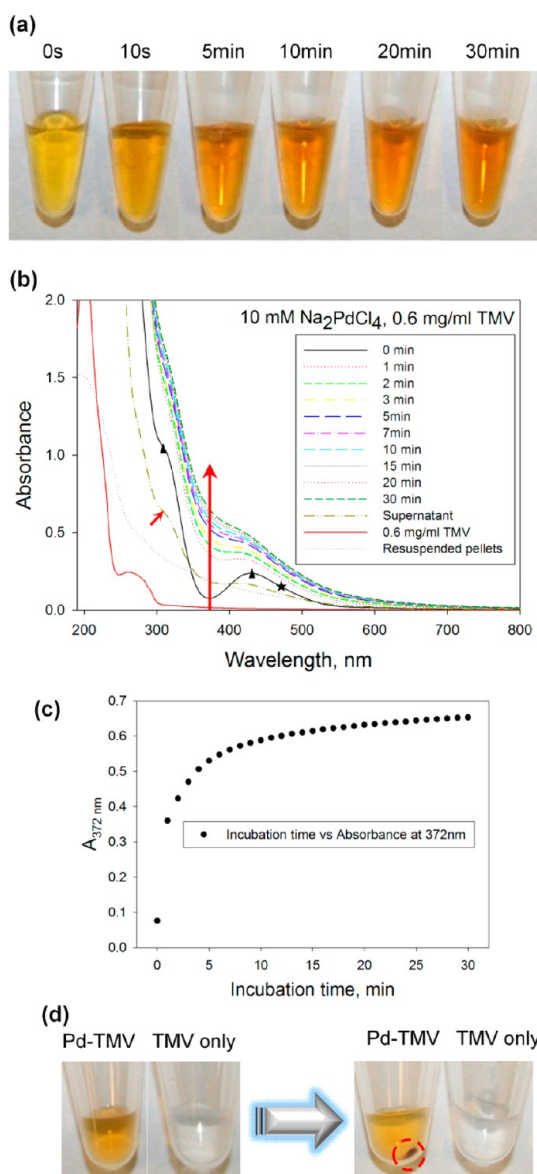 (a)
0s 10s 5min 10min 20min 30min
(b)
10 mM Na₂PdCl₄, 0.6 mg/ml TMV
0 min
1 min
2 min
3 min
5min
7min
10 min
15 min
20 min
30 min
Supernatant
0.6 mg/ml TMV
Resuspended pellets
Absorbance
2.0
1.5
1.0
0.5
0.0
200 300 400 500 600 700 800
Wavelength, nm
(c)
A₃₇₂ nm
0.7
0.6
0.5
0.4
0.3
0.2
0.1
0.0
Incubation time vs Absorbance at 372nm
0 5 10 15 20 25 30
Incubation time, min
(d)
Pd-TMV TMV only Pd-TMV TMV only